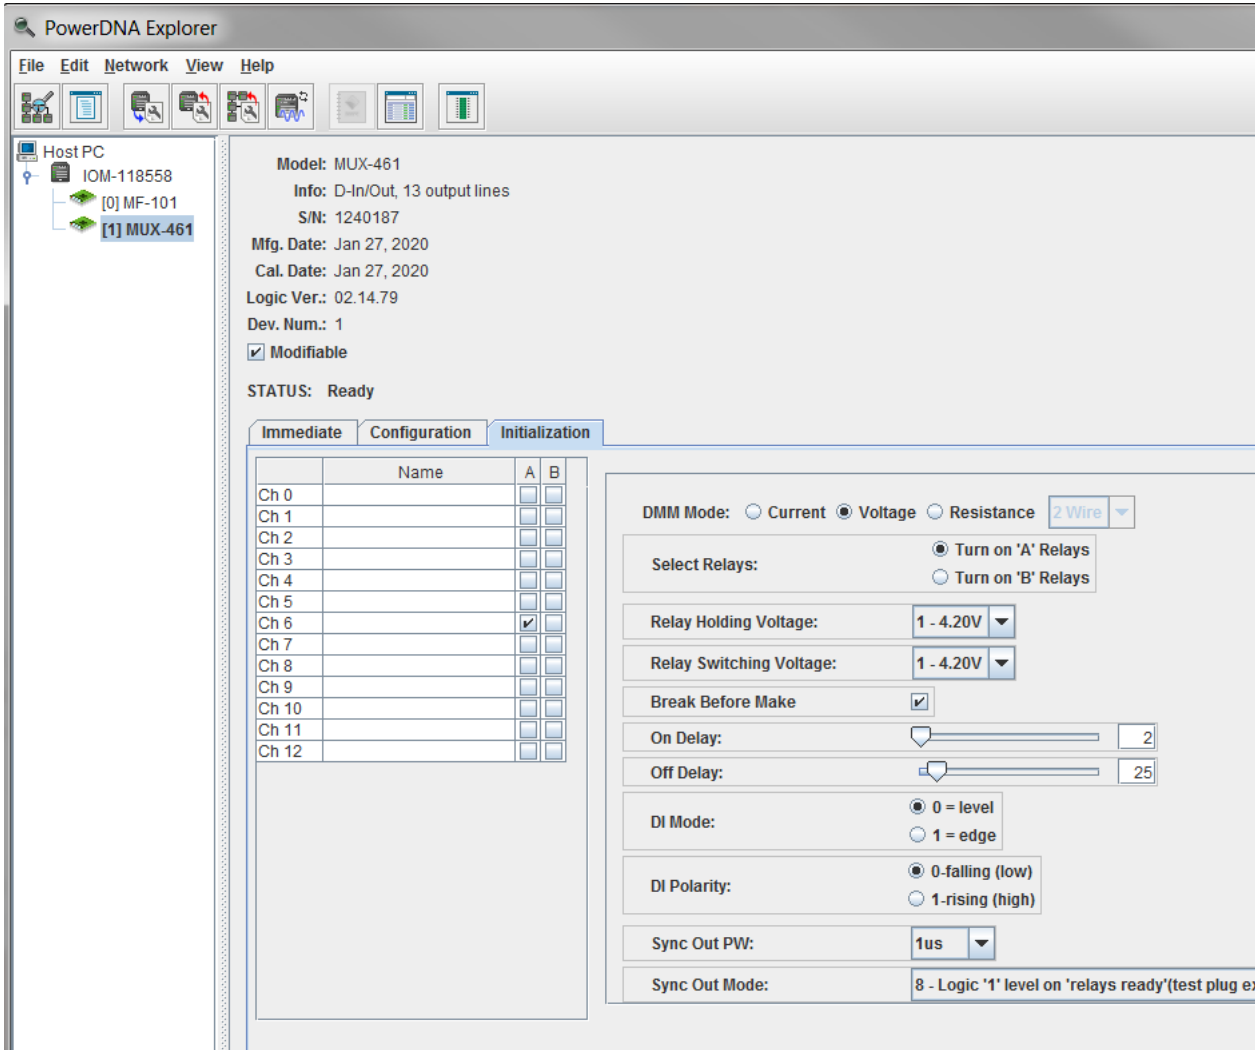 PowerDNA Explorer
File Edit Network View Help
Host PC
IOM-118558
[0] MF-101
[1] MUX-461
Model: MUX-461
Info: D-In/Out, 13 output lines
S/N: 1240187
Mfg. Date: Jan 27, 2020
Cal. Date: Jan 27, 2020
Logic Ver.: 02.14.79
Dev. Num.: 1
Modifiable
STATUS: Ready
Immediate Configuration Initialization
Name A B
Ch 0
Ch 1
Ch 2
Ch 3
Ch 4
Ch 5
Ch 6
Ch 7
Ch 8
Ch 9
Ch 10
Ch 11
Ch 12
DMM Mode: Current Voltage Resistance 2 Wire
Select Relays: Turn on 'A' Relays
Turn on 'B' Relays
Relay Holding Voltage: 1 - 4.20V
Relay Switching Voltage: 1 - 4.20V
Break Before Make
On Delay: 2
Off Delay: 25
DI Mode: 0 = level
1 = edge
DI Polarity: 0-falling (low)
1-rising (high)
Sync Out PW: 1us
Sync Out Mode: 8 - Logic '1' level on 'relays ready'(test plug ex